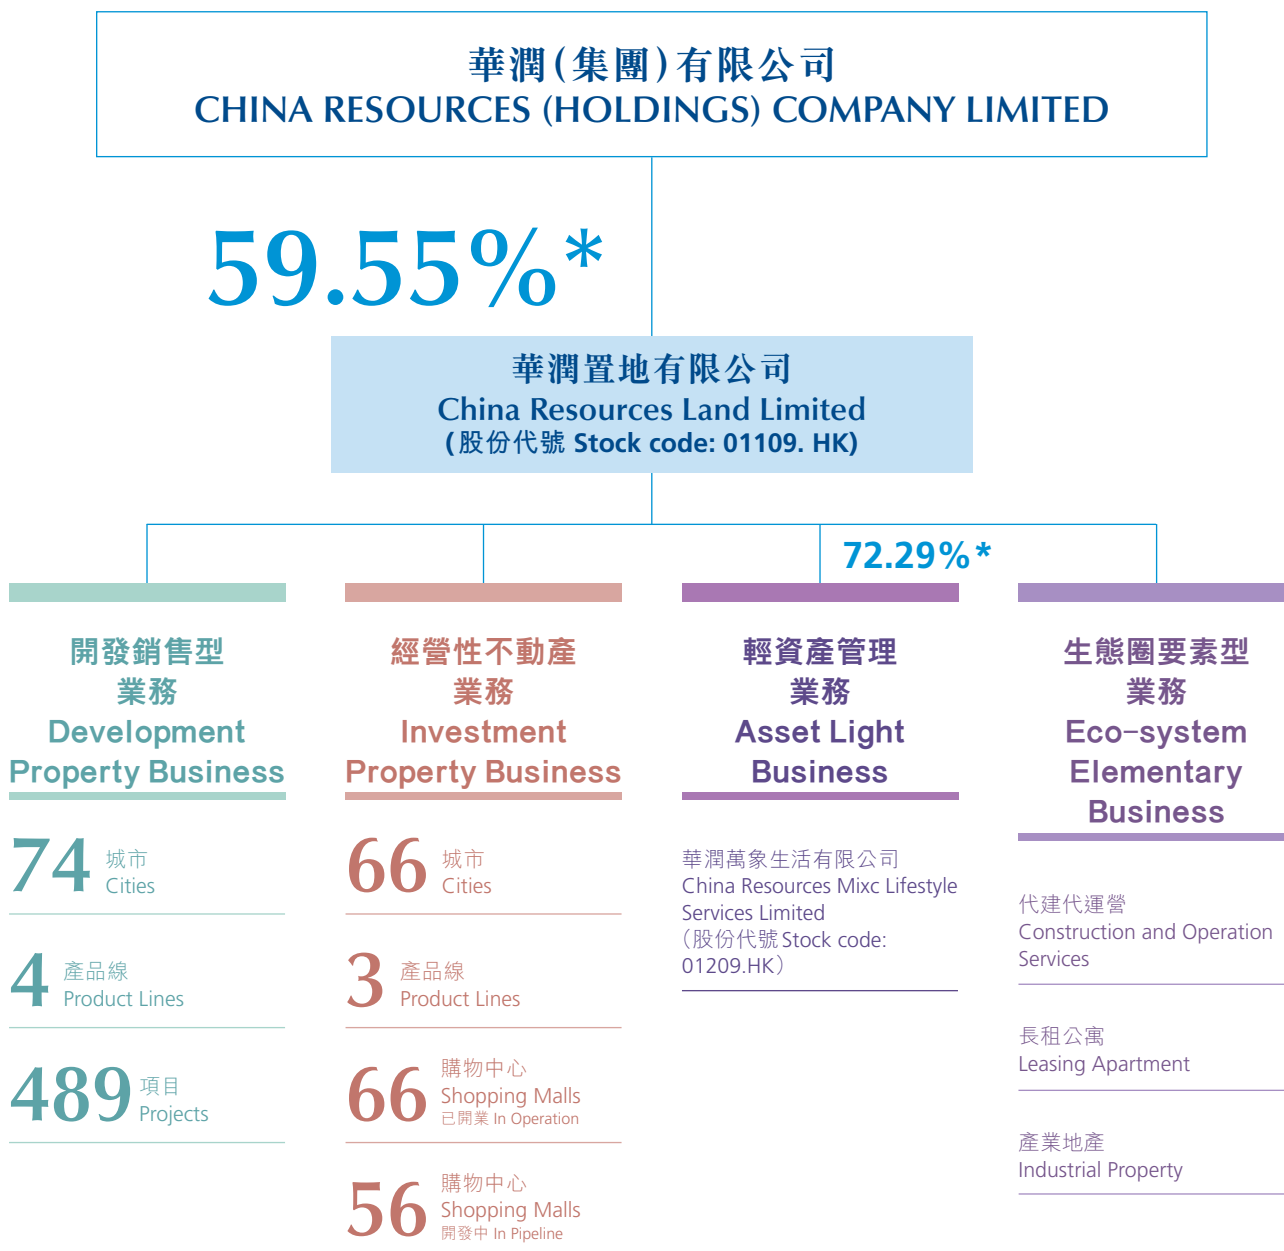 華潤(集團)有限公司
CHINA RESOURCES (HOLDINGS) COMPANY LIMITED
59.55%*
華潤置地有限公司
China Resources Land Limited
(股份代號 Stock code: 01109. HK)
72.29%*
開發銷售型
業務
Development
Property Business
74 城市
Cities
4 產品線
Product Lines
489 項目
Projects
經營性不動產
業務
Investment
Property Business
66 城市
Cities
3 產品線
Product Lines
66 購物中心
Shopping Malls
已開業 In Operation
56 購物中心
Shopping Malls
開發中 In Pipeline
輕資產管理
業務
Asset Light
Business
華潤萬象生活有限公司
China Resources Mixc Lifestyle
Services Limited
(股份代號Stock code:
01209.HK)
生態圈要素型
業務
Eco-system
Elementary
Business
代建代運營
Construction and Operation
Services
長租公寓
Leasing Apartment
產業地產
Industrial Property